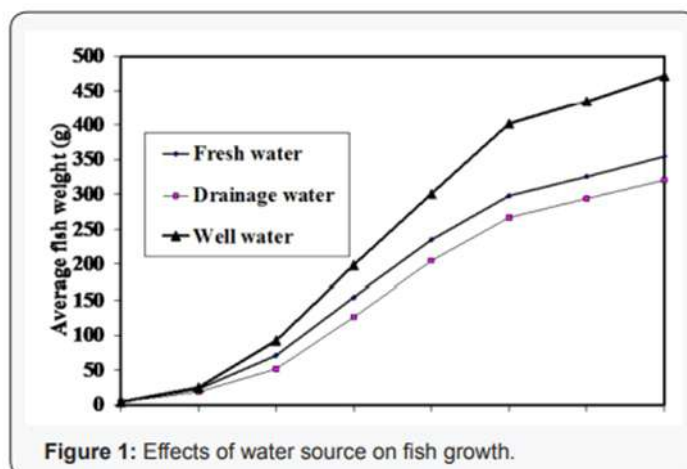 500
450
400
350
300
250
200
150
100
50
0
Average fish weight (g)
Fresh water
Drainage water
Well water
Figure 1: Effects of water source on fish growth.